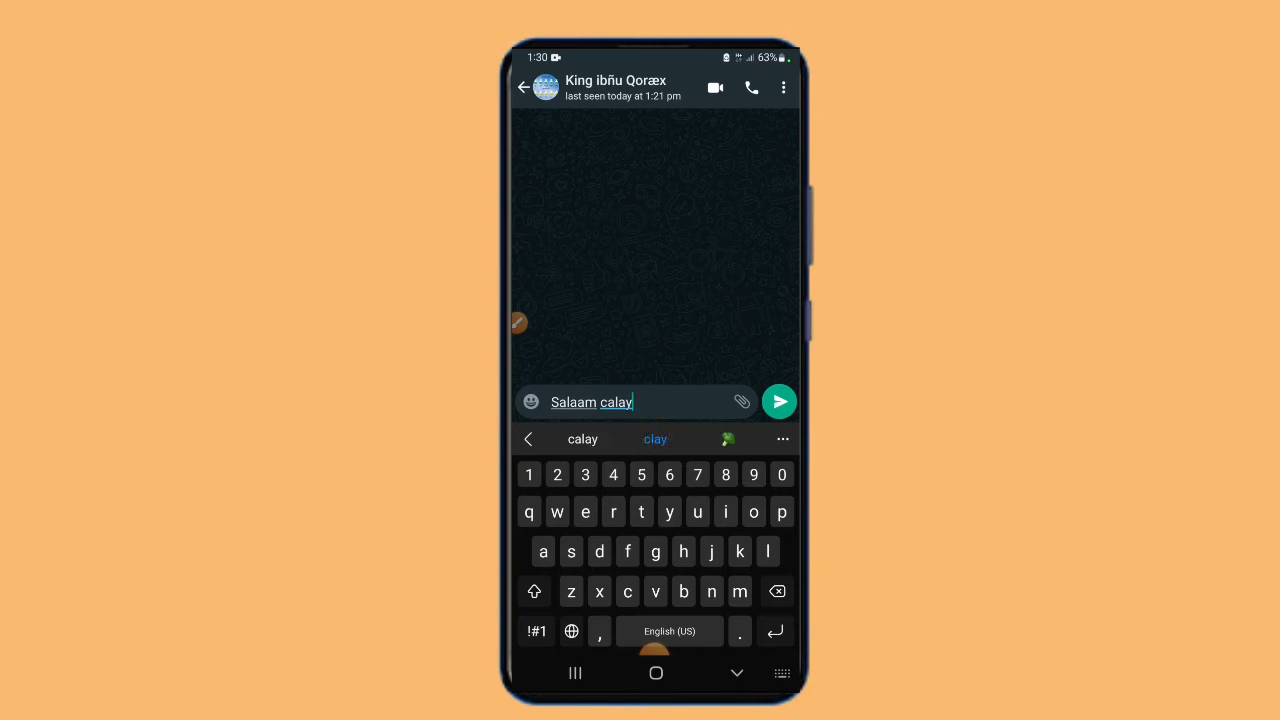 1:30 63%
King ibñu Qoræx
last seen today at 1:21 pm
Salaam calay
calay clay
1 2 3 4 5 6 7 8 9 0
q w e r t y u i o p
a s d f g h j k l
z x c v b n m
!#1 , English (US) .